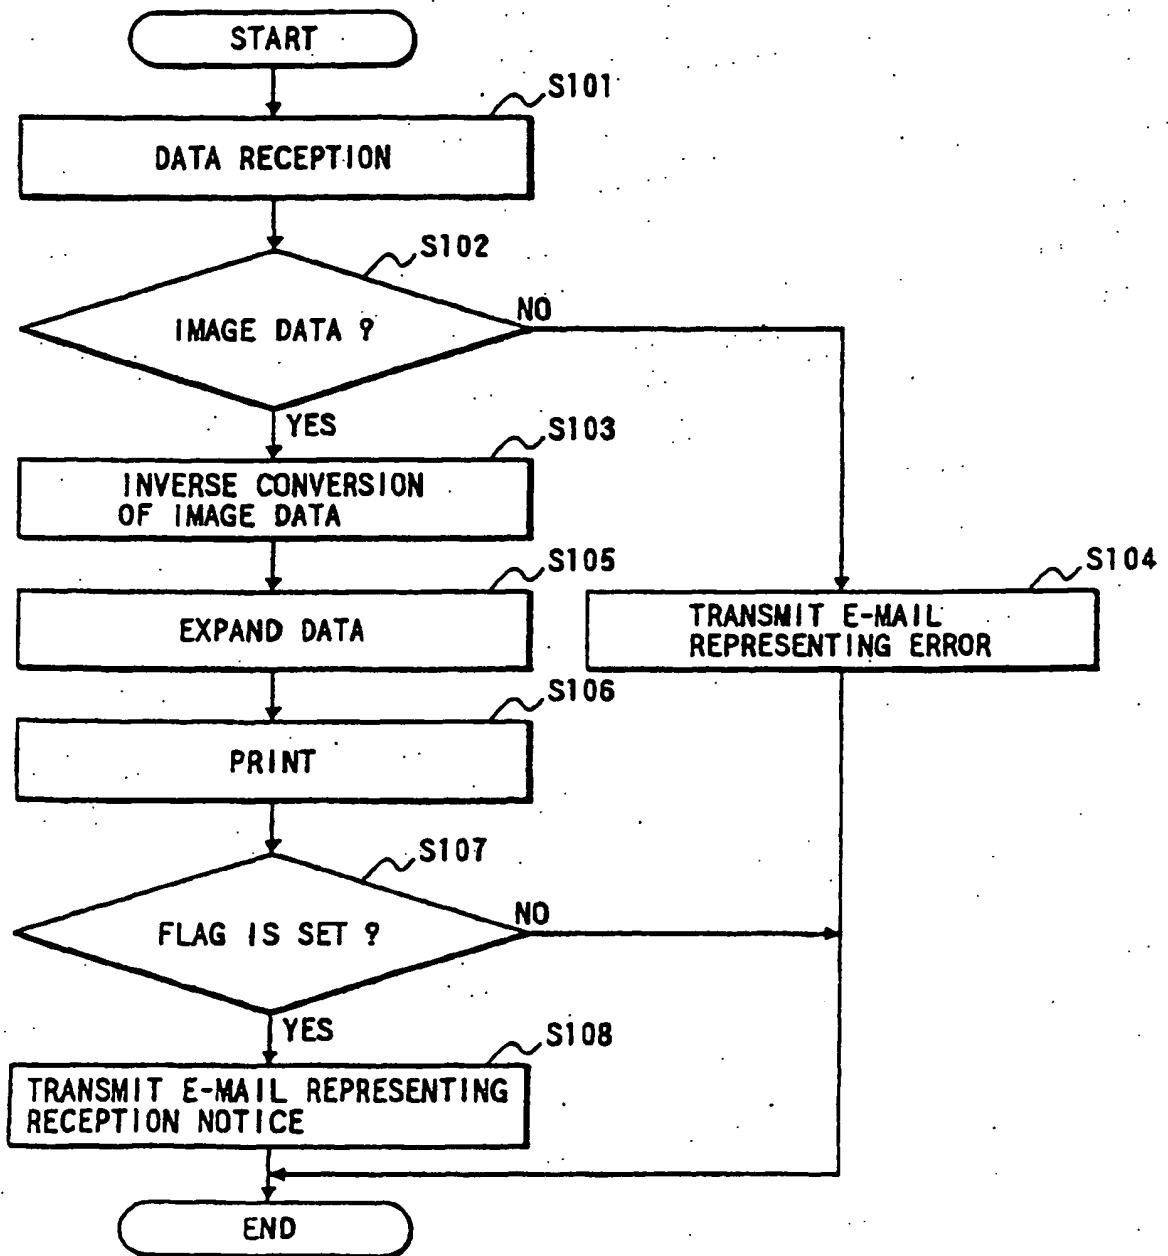 START
S101
DATA RECEPTION
S102
IMAGE DATA ?
NO
YES
S103
INVERSE CONVERSION
OF IMAGE DATA
S105
EXPAND DATA
S104
TRANSMIT E-MAIL
REPRESENTING ERROR
S106
PRINT
S107
FLAG IS SET ?
NO
YES
S108
TRANSMIT E-MAIL REPRESENTING
RECEPTION NOTICE
END